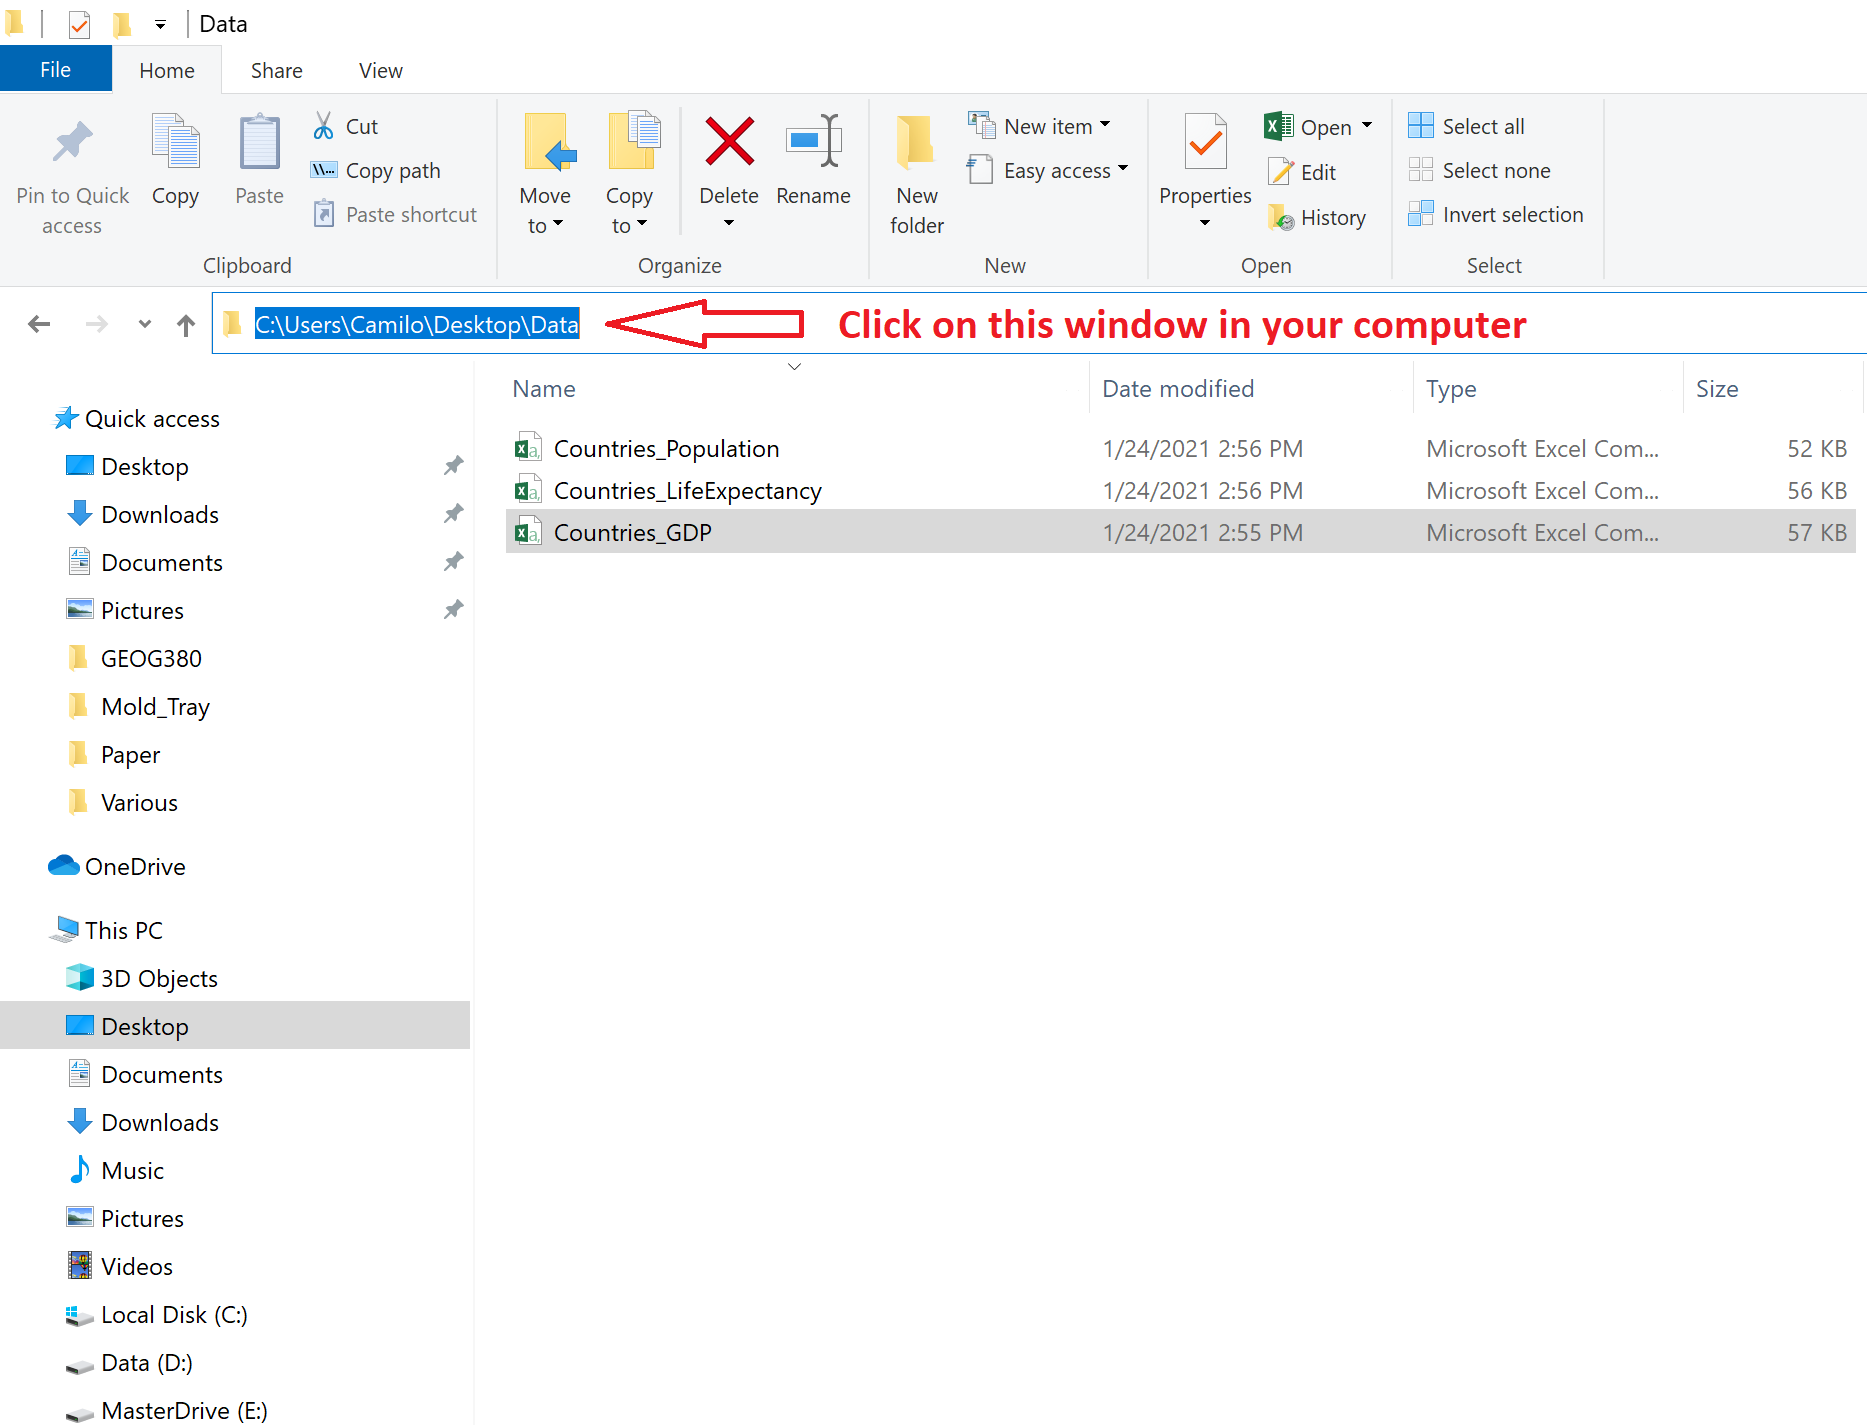 Data
File Home Share View
Pin to Quick access
Copy
Paste
Cut
Copy path
Paste shortcut
Clipboard
Move to
Copy to
Delete
Rename
Organize
New folder
New item
Easy access
New
Properties
Open
Edit
History
Open
Select all
Select none
Invert selection
Select
C:\Users\Camilo\Desktop\Data
Click on this window in your computer
Name Date modified Type Size
Countries_Population 1/24/2021 2:56 PM Microsoft Excel Com... 52 KB
Countries_LifeExpectancy 1/24/2021 2:56 PM Microsoft Excel Com... 56 KB
Countries_GDP 1/24/2021 2:55 PM Microsoft Excel Com... 57 KB
Quick access
Desktop
Downloads
Documents
Pictures
GEOG380
Mold_Tray
Paper
Various
OneDrive
This PC
3D Objects
Desktop
Documents
Downloads
Music
Pictures
Videos
Local Disk (C:)
Data (D:)
MasterDrive (E:)